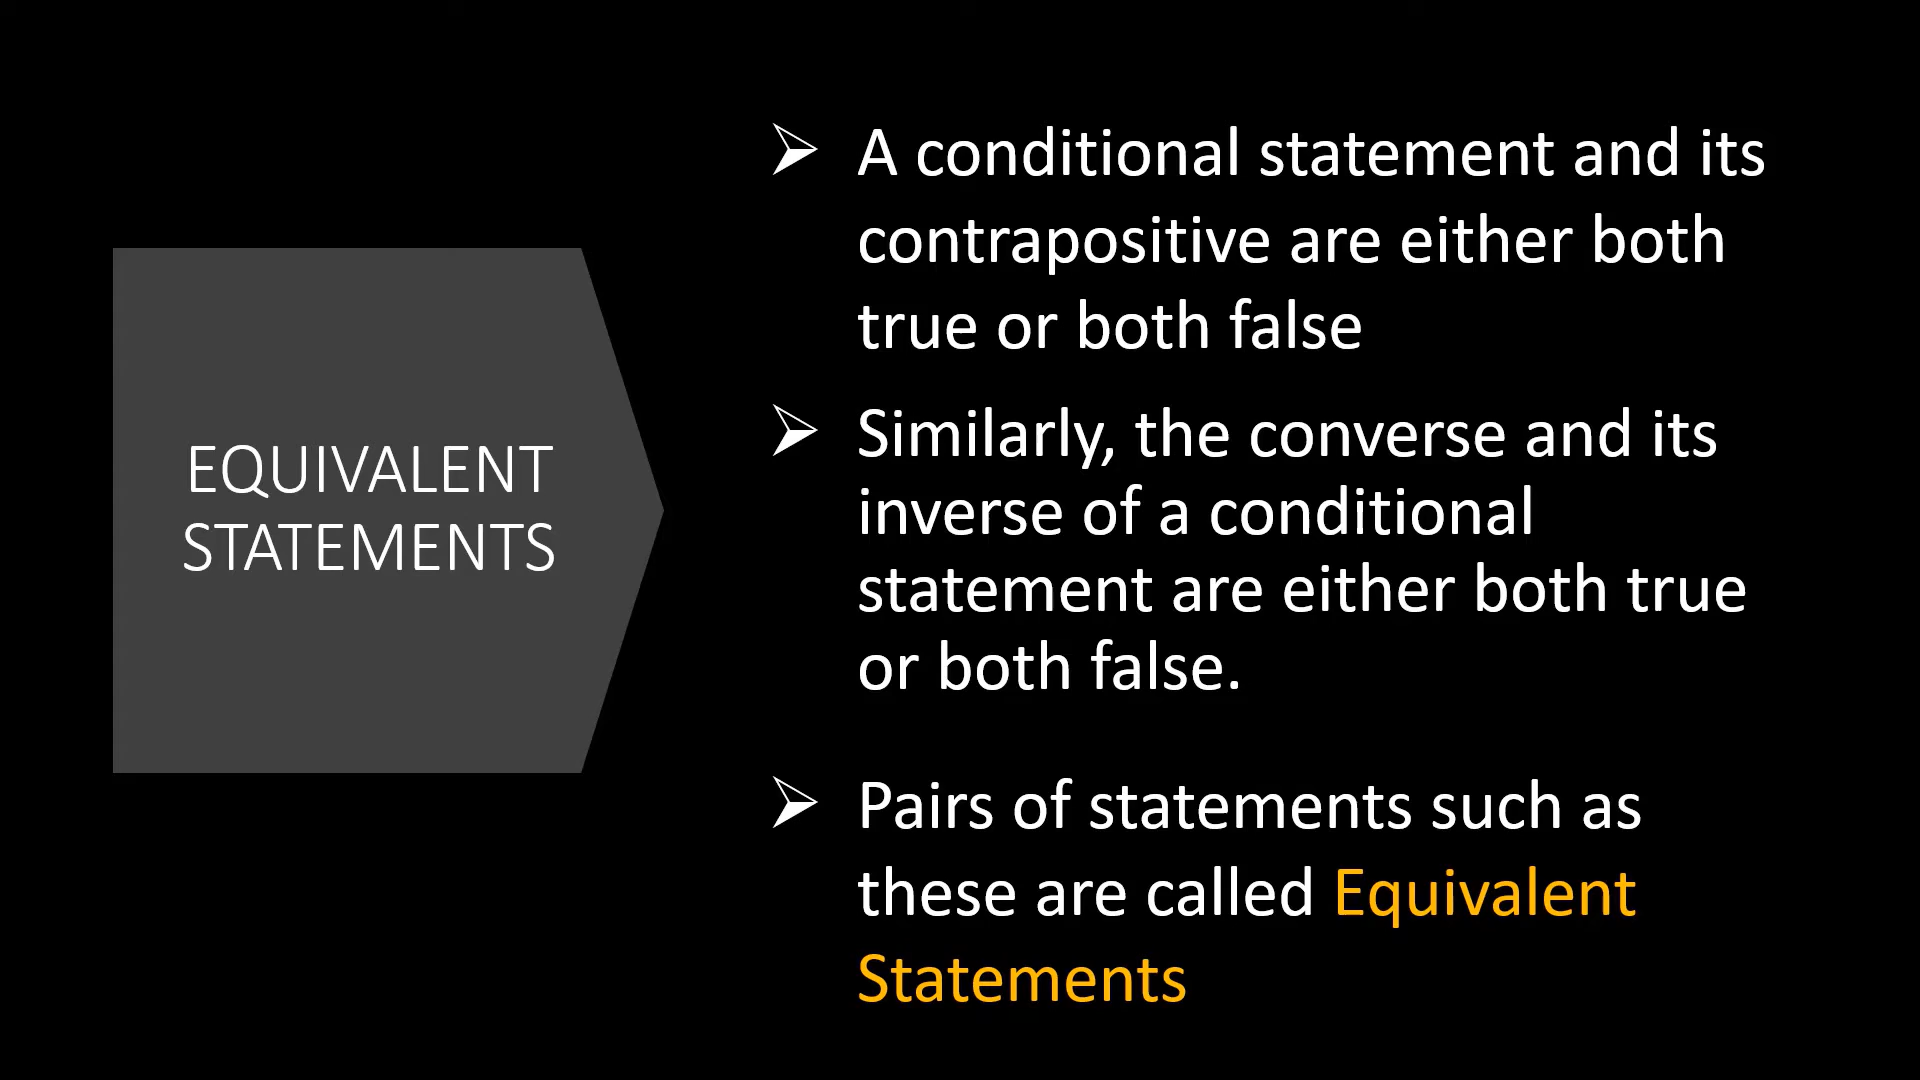 EQUIVALENT
STATEMENTS
A conditional statement and its
contrapositive are either both
true or both false
Similarly, the converse and its
inverse of a conditional
statement are either both true
or both false.
Pairs of statements such as
these are called Equivalent
Statements